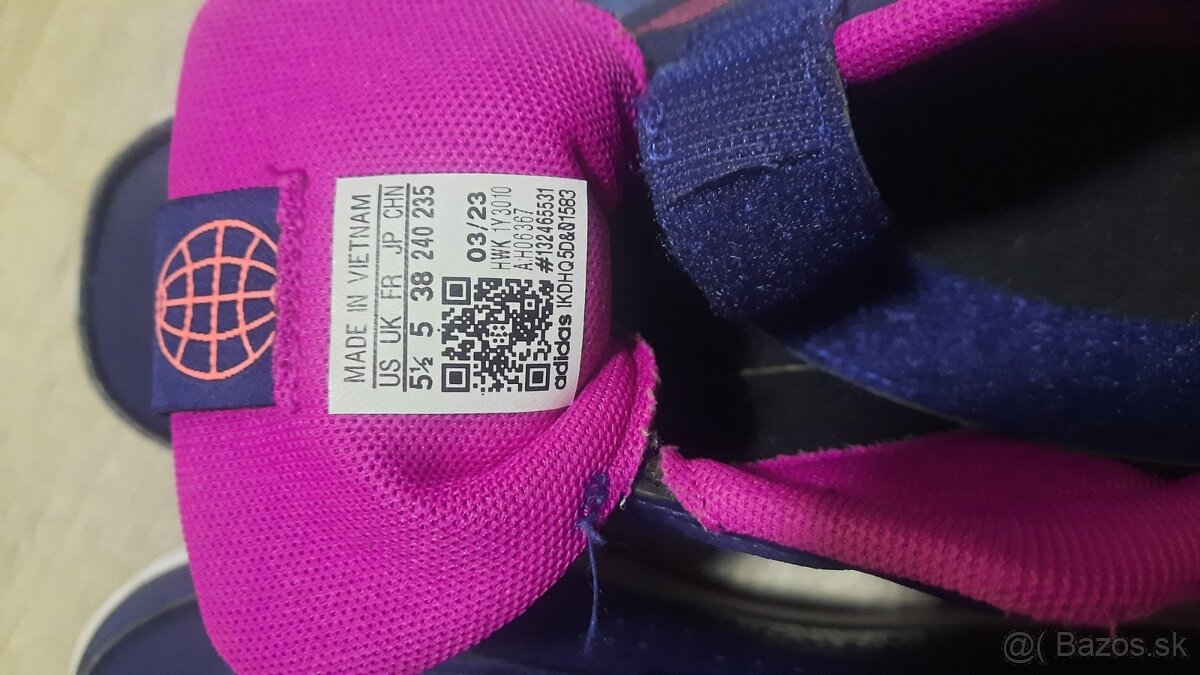 MADE IN VIETNAM
US UK FR JP CHN
5½ 5 38 240 235
03/23
HWK 1Y3010
A:H06367
#132465531
adidas IKDHQ5D&01583
@( Bazos.sk